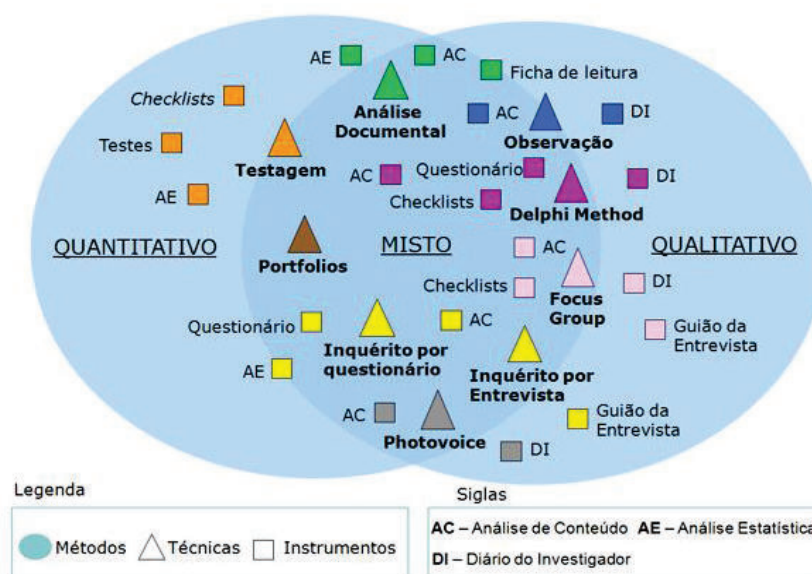 AE
AC
Ficha de leitura
Checklists
Análise
Documental
AC
DI
Observação
Testes
Testagem
AC
Questionário
DI
Checklists
Delphi Method
AE
QUANTITATIVO
MISTO
QUALITATIVO
Portfolios
AC
Checklists
Focus
Group
DI
Questionário
AC
Guião da
Entrevista
Inquérito por
questionário
AE
Inquérito por
Entrevista
AC
Photovoice
Guião da
Entrevista
DI
Legenda
Métodos
Técnicas
Instrumentos
Siglas
AC – Análise de Conteúdo AE – Análise Estatística
DI – Diário do Investigador